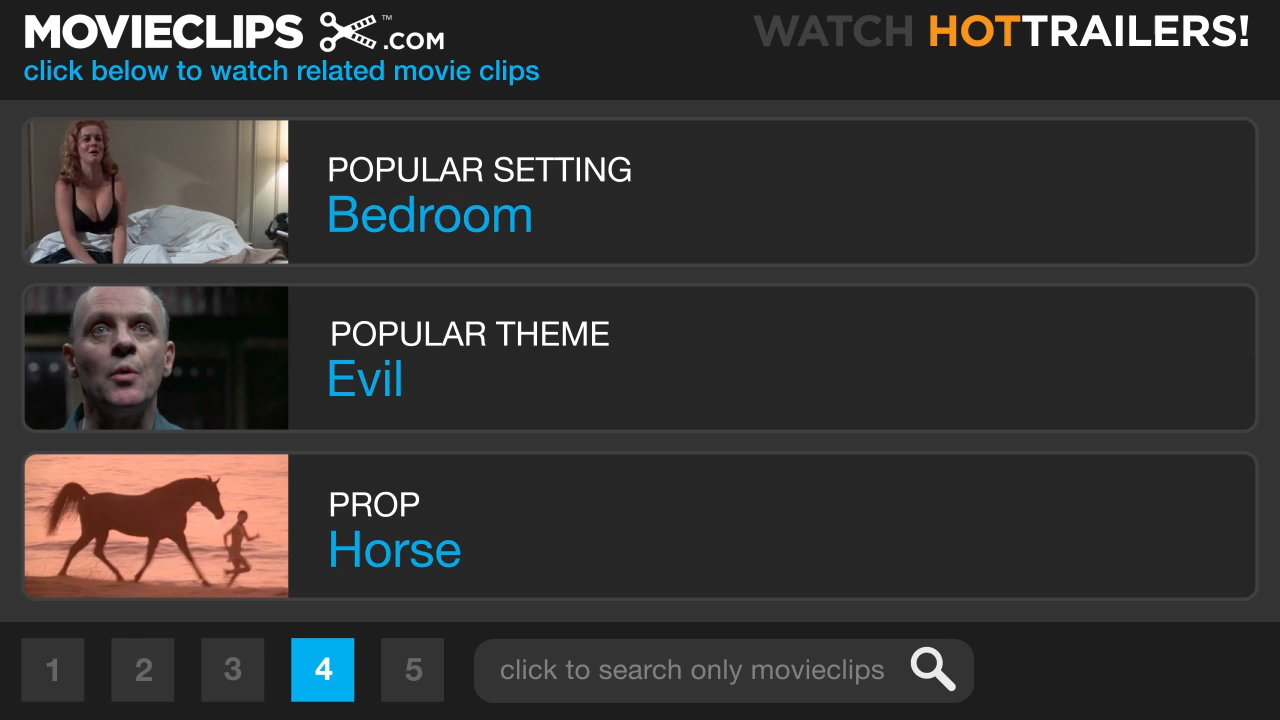 MOVIECLIPS ™ .COM
WATCH HOTTRAILERS!
click below to watch related movie clips
POPULAR SETTING
Bedroom
POPULAR THEME
Evil
PROP
Horse
1 2 3 4 5 click to search only movieclips